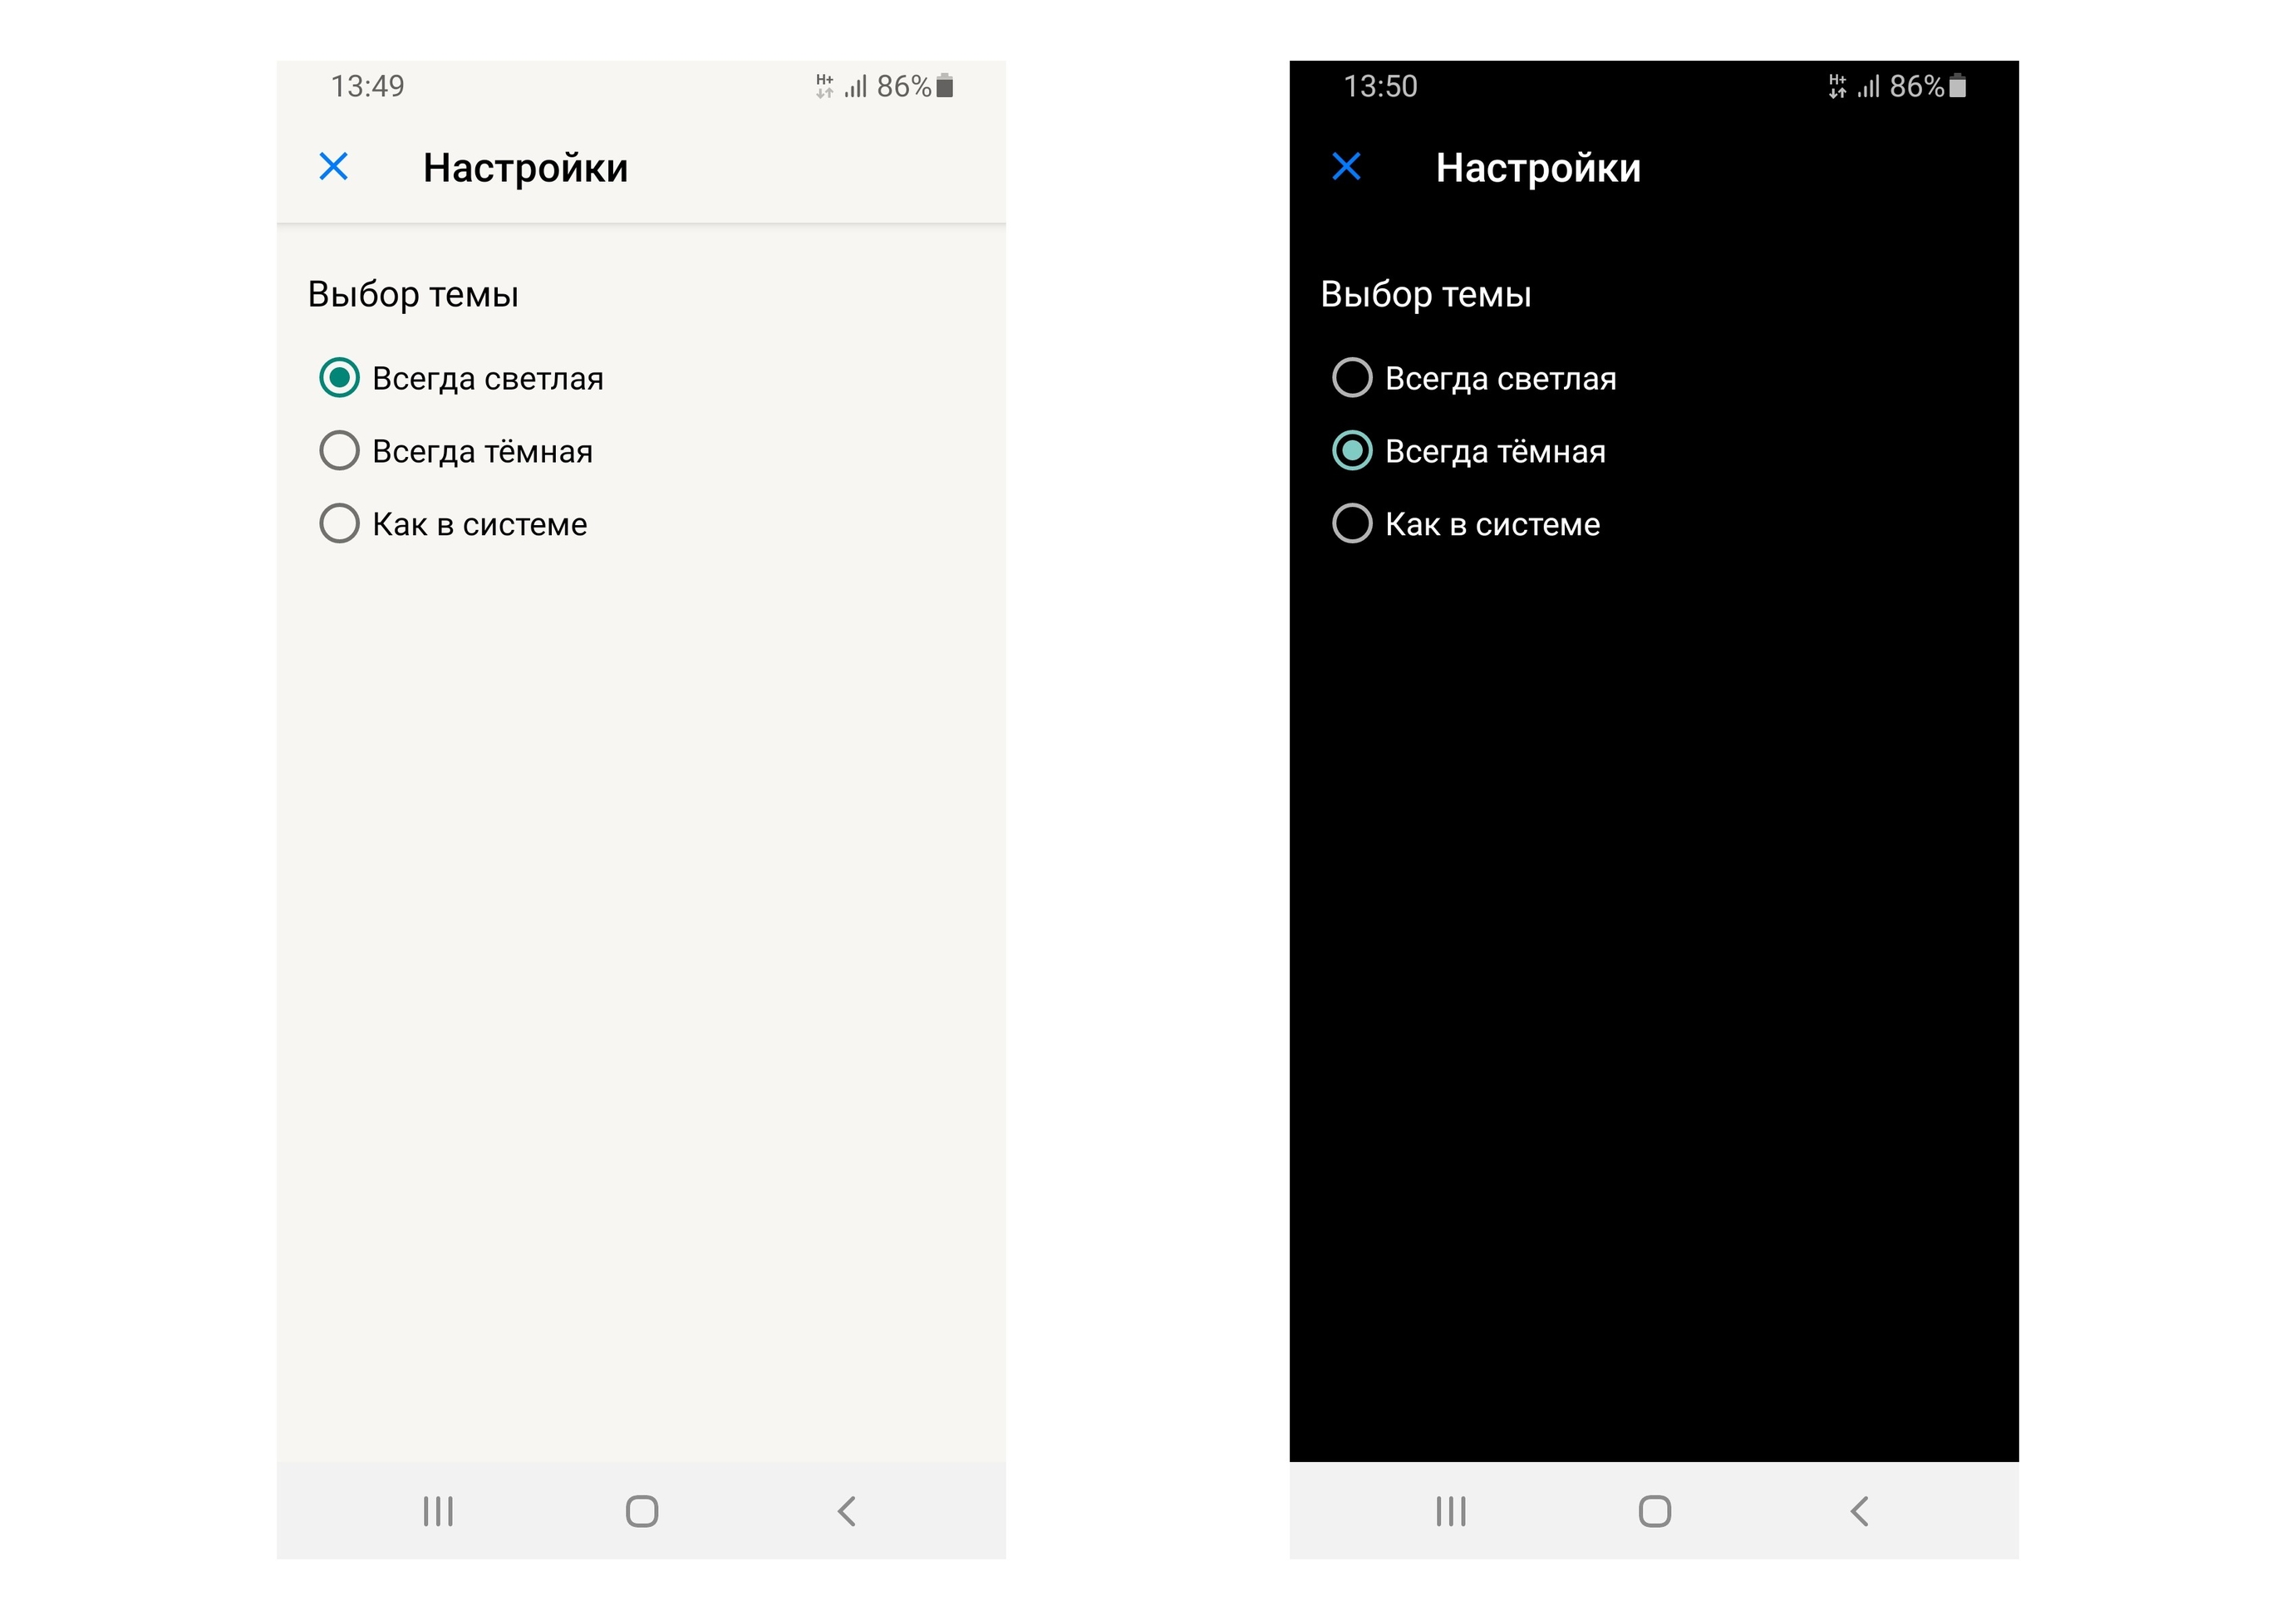 13:49 H+ 86%
Настройки
Выбор темы
Всегда светлая
Всегда тёмная
Как в системе
13:50 H+ 86%
Настройки
Выбор темы
Всегда светлая
Всегда тёмная
Как в системе